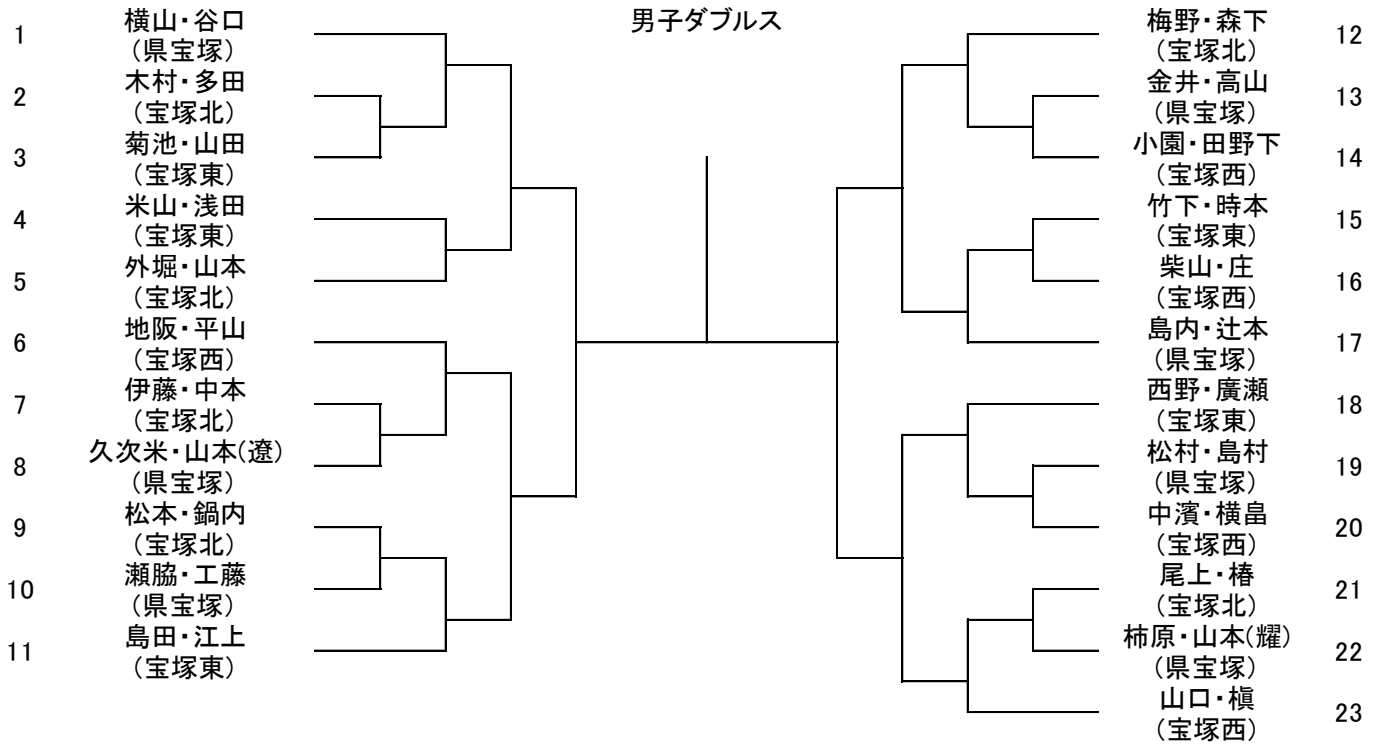 男子ダブルス
1
横山・谷口
（県宝塚）
2
木村・多田
（宝塚北）
3
菊池・山田
（宝塚東）
4
米山・浅田
（宝塚東）
5
外堀・山本
（宝塚北）
6
地阪・平山
（宝塚西）
7
伊藤・中本
（宝塚北）
8
久次米・山本(遼)
（県宝塚）
9
松本・鍋内
（宝塚北）
10
瀬脇・工藤
（県宝塚）
11
島田・江上
（宝塚東）
梅野・森下
（宝塚北）
12
金井・高山
（県宝塚）
13
小園・田野下
（宝塚西）
14
竹下・時本
（宝塚東）
15
柴山・庄
（宝塚西）
16
島内・辻本
（県宝塚）
17
西野・廣瀬
（宝塚東）
18
松村・島村
（県宝塚）
19
中濱・横畠
（宝塚西）
20
尾上・椿
（宝塚北）
21
柿原・山本(耀)
（県宝塚）
22
山口・槇
（宝塚西）
23